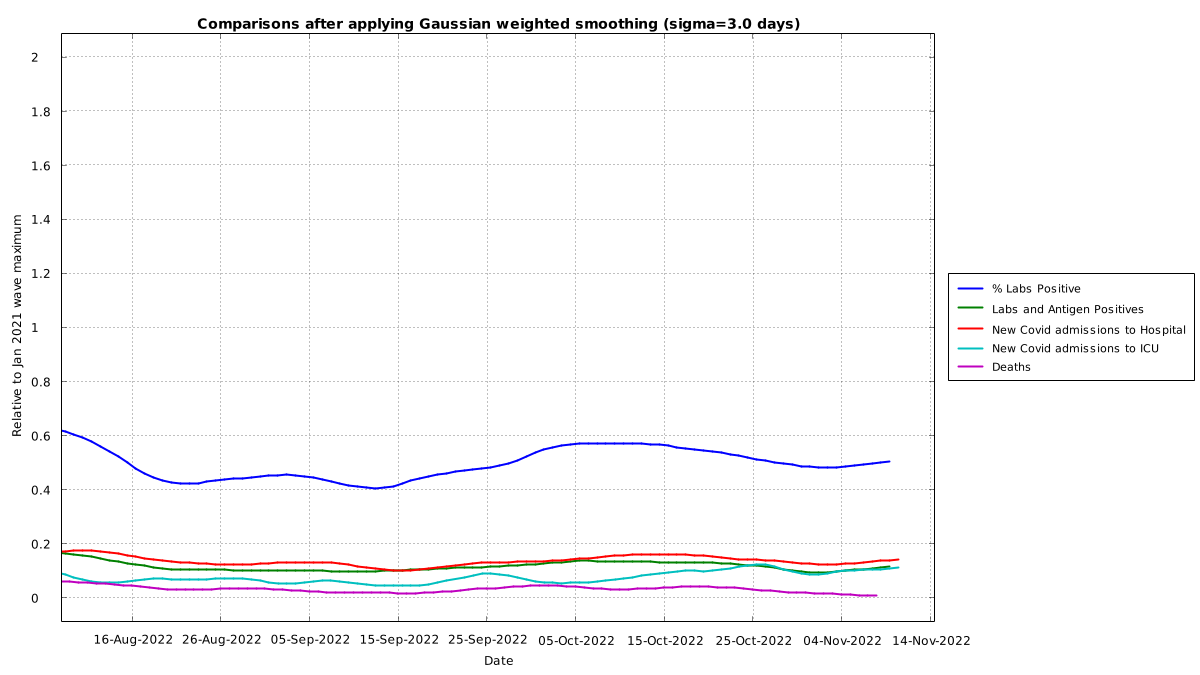 Comparisons after applying Gaussian weighted smoothing (sigma=3.0 days)
Relative to Jan 2021 wave maximum
2
1.8
1.6
1.4
1.2
1
0.8
0.6
0.4
0.2
0
16-Aug-2022 26-Aug-2022 05-Sep-2022 15-Sep-2022 25-Sep-2022 05-Oct-2022 15-Oct-2022 25-Oct-2022 04-Nov-2022 14-Nov-2022
Date
% Labs Positive
Labs and Antigen Positives
New Covid admissions to Hospital
New Covid admissions to ICU
Deaths